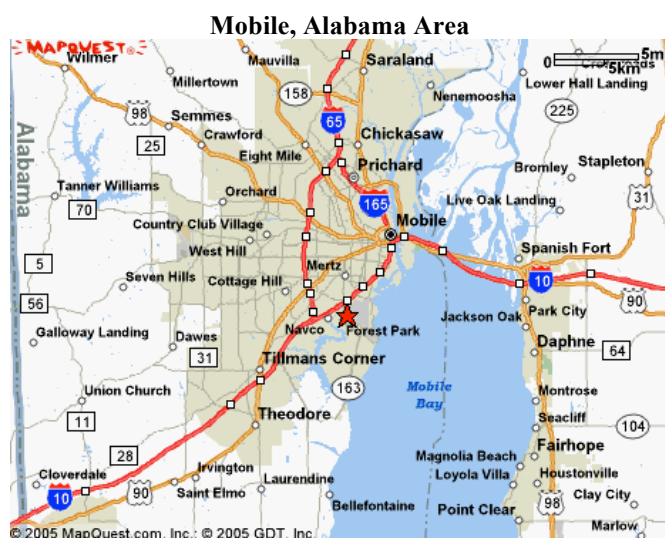 Mobile, Alabama Area
MAPQUEST®
5m
0
5km
Wilmer
Mauvilla
Saraland
Lower Hall Landing
Millertown
158
Nenemoosha
98
Semmes
65
225
25
Crawford
Chickasaw
Eight Mile
Prichard
Bromley
Stapleton
Alabama
Tanner Williams
Orchard
165
31
70
Live Oak Landing
Country Club Village
Mobile
West Hill
Spanish Fort
5
Mertz
10
Seven Hills
Cottage Hill
90
56
Park City
Navco
Forest Park
Jackson Oak
Galloway Landing
Dawes
Daphne
31
64
Tillmans Corner
163
Mobile
Bay
Union Church
Montrose
11
Theodore
Seacliff
104
28
Fairhope
Magnolia Beach
Cloverdale
Irvington
Loyola Villa
Houstonville
10
90
Saint Elmo
Laurendine
Clay City
Bellefontaine
Point Clear
98
Marlow
© 2005 MapQuest.com, Inc.; © 2005 GDT, Inc.